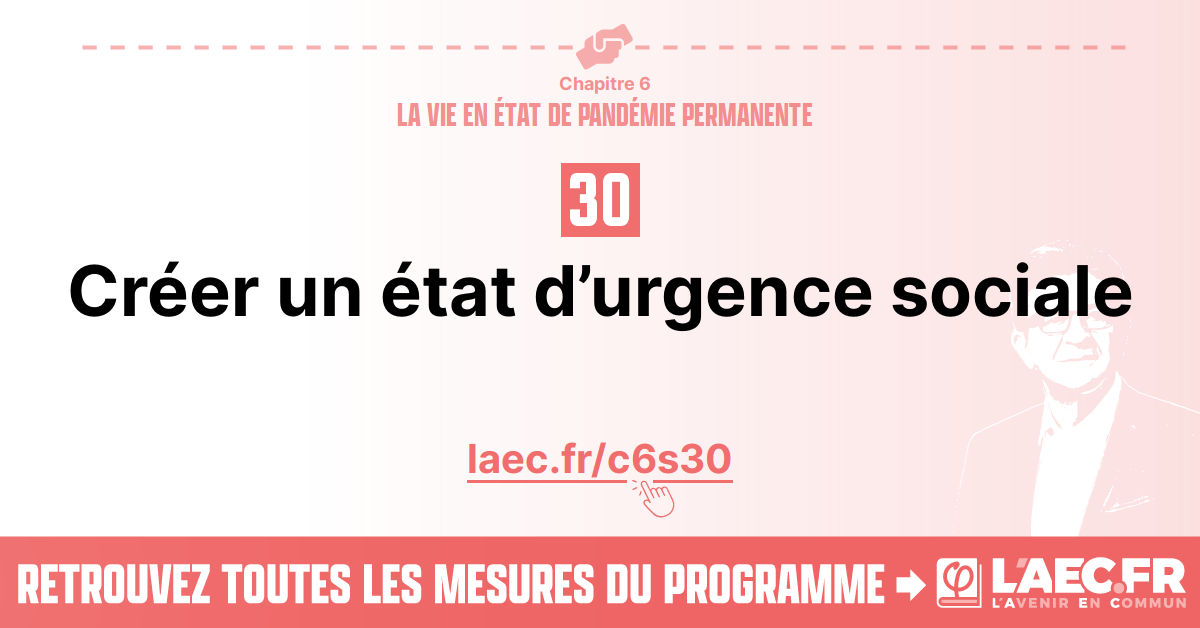 Chapitre 6
LA VIE EN ÉTAT DE PANDÉMIE PERMANENTE
30
Créer un état d’urgence sociale
laec.fr/c6s30
RETROUVEZ TOUTES LES MESURES DU PROGRAMME
L'AEC.FR
L'AVENIR EN COMMUN